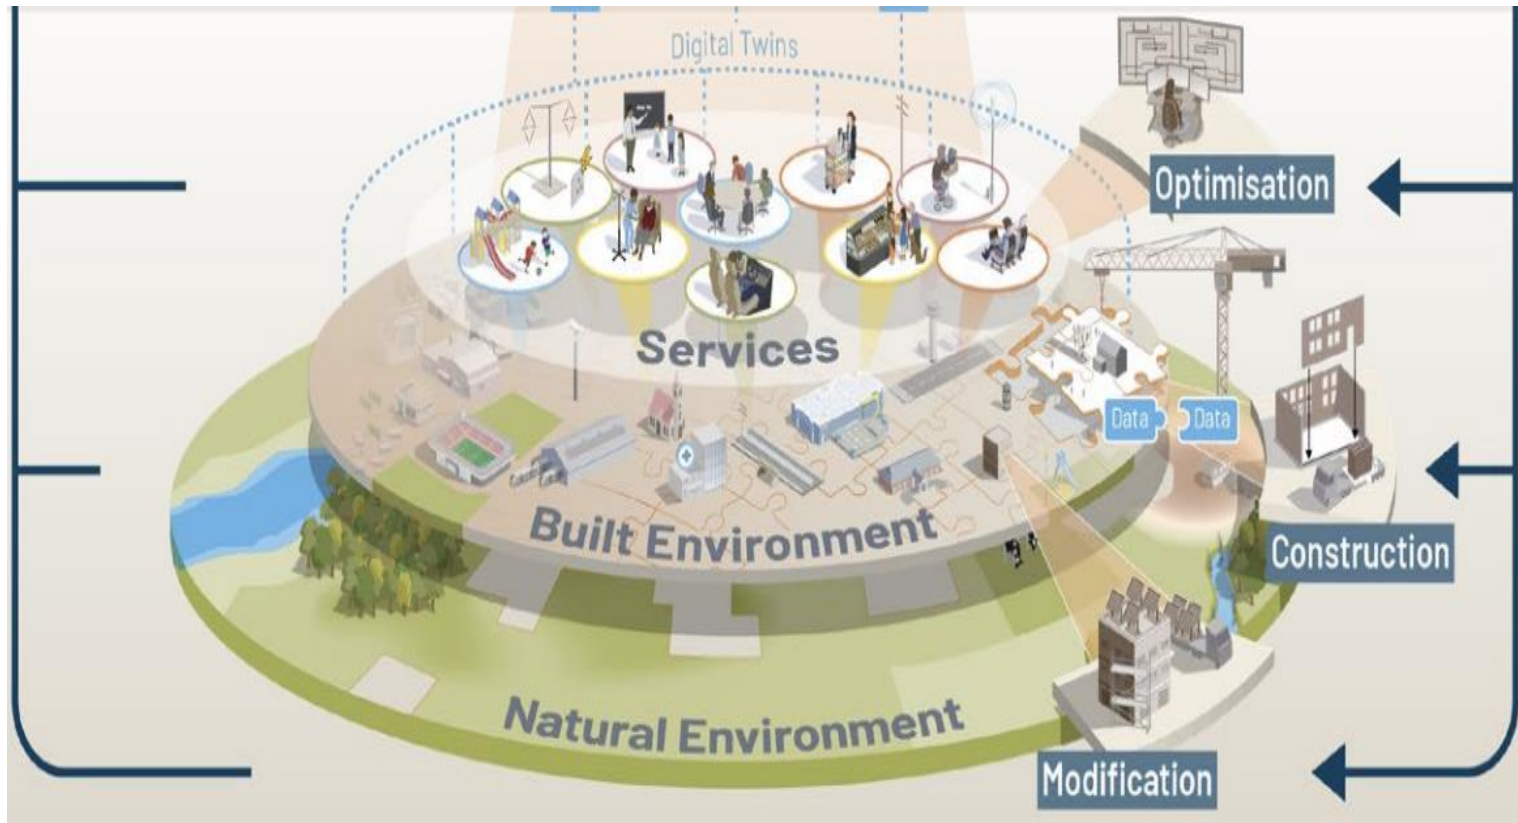 Digital Twins
Optimisation
Services
Data
Data
Built Environment
Construction
Natural Environment
Modification